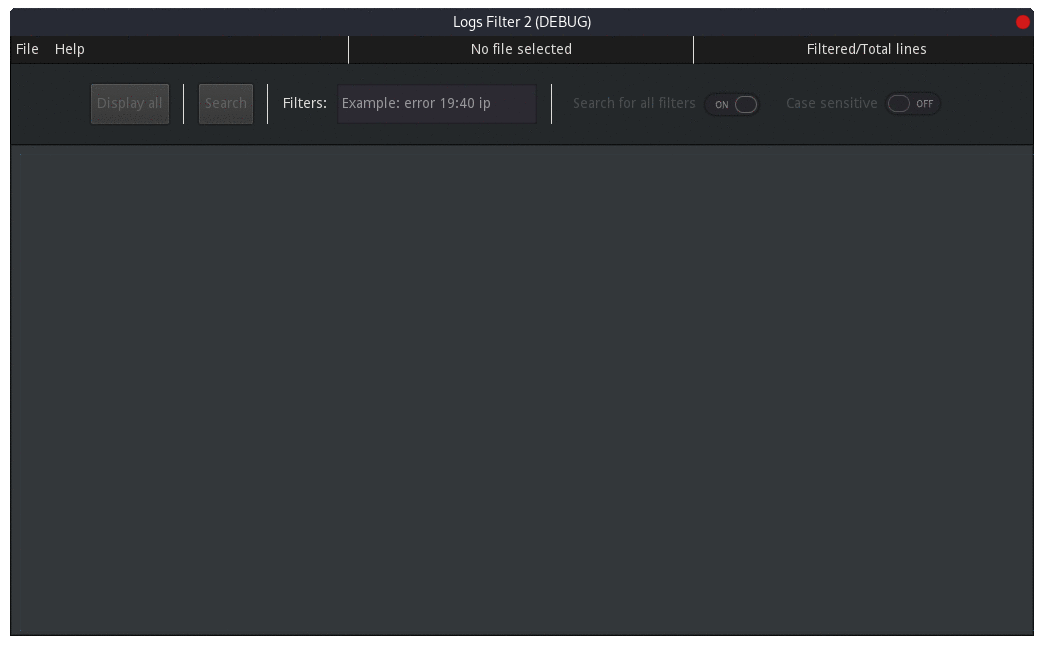 Logs Filter 2 (DEBUG)
File Help No file selected Filtered/Total lines
Display all Search Filters: Example: error 19:40 ip Search for all filters ON Case sensitive OFF